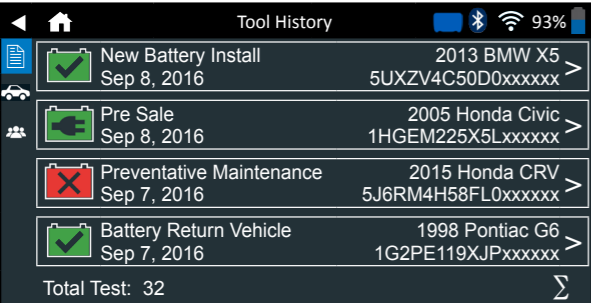 Tool History 93%
New Battery Install 2013 BMW X5
Sep 8, 2016 5UXZV4C50D0xxxxxx >
Pre Sale 2005 Honda Civic
Sep 8, 2016 1HGEM225X5Lxxxxxx >
Preventative Maintenance 2015 Honda CRV
Sep 7, 2016 5J6RM4H58FL0xxxxxx >
Battery Return Vehicle 1998 Pontiac G6
Sep 7, 2016 1G2PE119XJPxxxxxx >
Total Test: 32 Σ